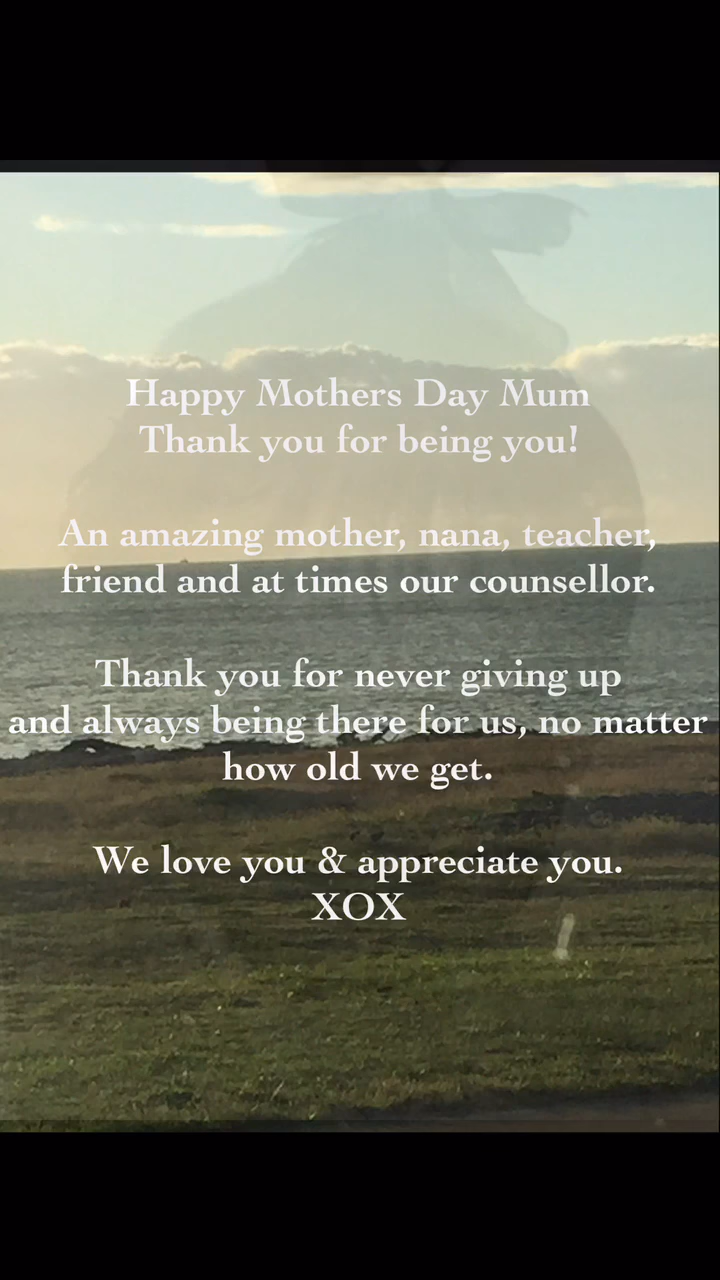 Happy Mothers Day Mum
Thank you for being you!
An amazing mother, nana, teacher,
friend and at times our counsellor.
Thank you for never giving up
and always being there for us, no matter
how old we get.
We love you & appreciate you.
XOX